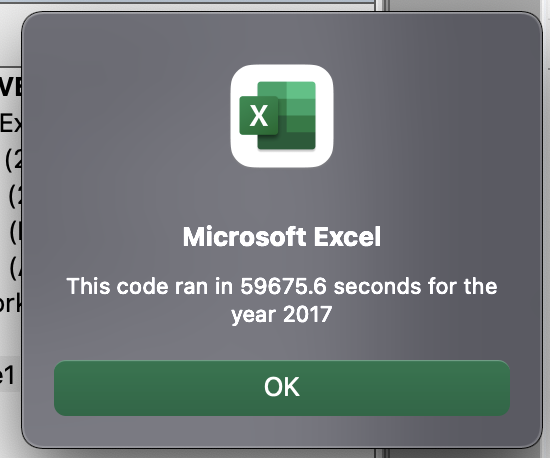 X
Microsoft Excel
This code ran in 59675.6 seconds for the
year 2017
OK